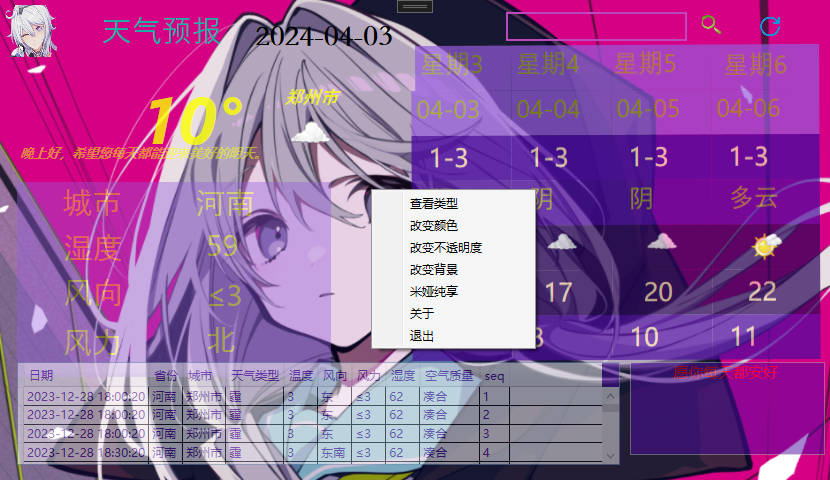 天气预报
2024-04-03
星期3 星期4 星期5 星期6
04-03 04-04 04-05 04-06
10°
郑州市
晚上好，希望您每天都能
美好的明天。
1-3 1-3 1-3 1-3
阴 阴 多云
17 20 22
10 11
城市 河南
湿度 59
风向 ≤3
风力 北
查看类型
改变颜色
改变不透明度
改变背景
米娅纯享
关于
退出
日期 省份 城市 天气类型 温度 风向 风力 湿度 空气质量 seq
2023-12-28 18:00:20 河南 郑州市 霾 3 东 ≤3 62 凑合 1
2023-12-28 18:00:20 河南 郑州市 霾 3 东 ≤3 62 凑合 2
2023-12-28 18:00:20 河南 郑州市 霾 3 东 ≤3 62 凑合 3
2023-12-28 18:30:20 河南 郑州市 霾 3 东南 ≤3 62 凑合 4
愿你每天都安好